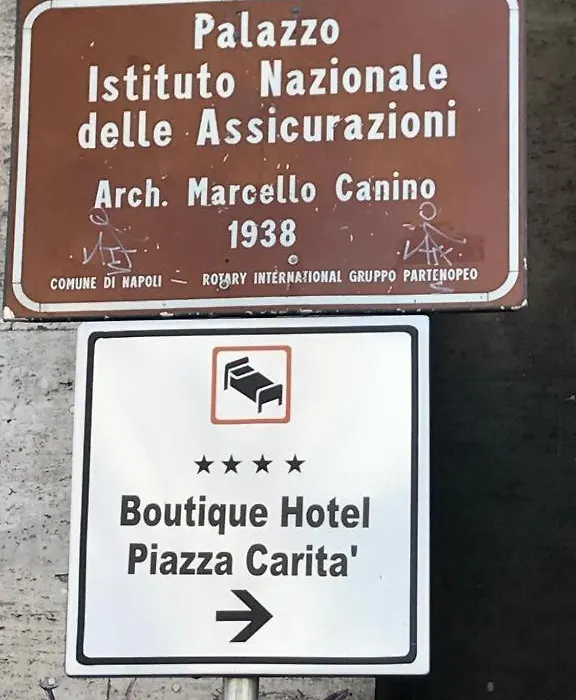 Palazzo
Istituto Nazionale
delle Assicurazioni
Arch. Marcello Canino
1938
COMUNE DI NAPOLI — ROTARY INTERNATIONAL GRUPPO PARTENOPEO
★ ★ ★ ★
Boutique Hotel
Piazza Carita'
→